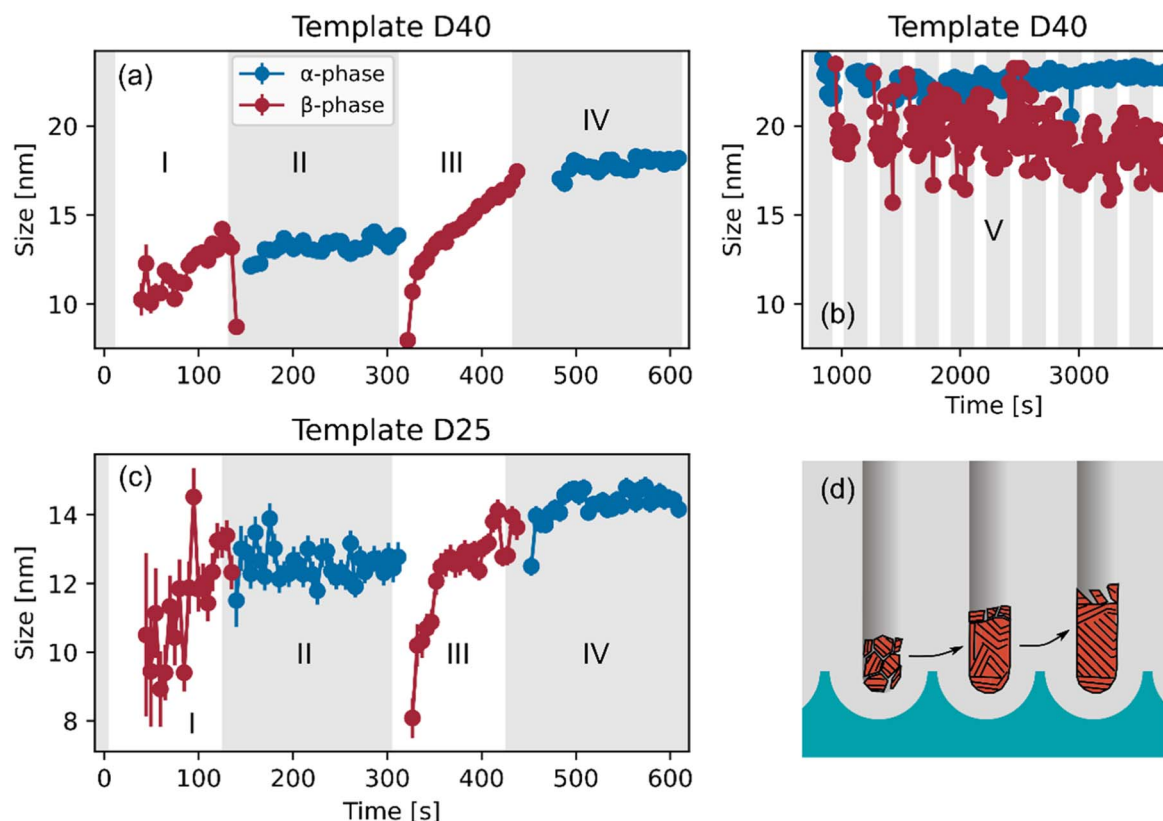 Template D40
(a)
α-phase
β-phase
I
II
III
IV
Size [nm]
20
15
10
0 100 200 300 400 500 600
Template D40
Size [nm]
20
15
10
V
(b)
1000 2000 3000
Time [s]
Template D25
(c)
Size [nm]
14
12
10
8
I
II
III
IV
0 100 200 300 400 500 600
Time [s]
(d)